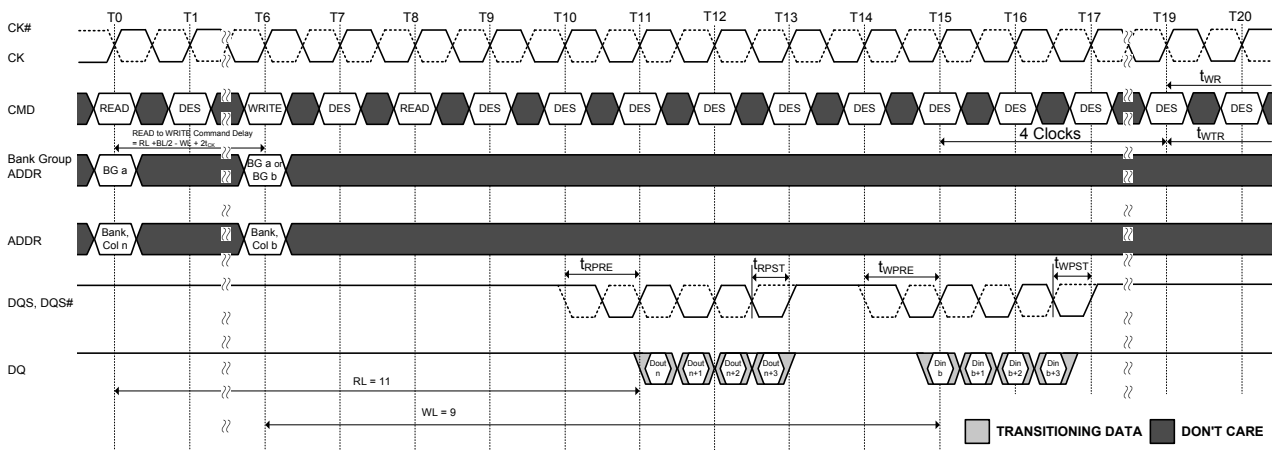 T0 T1 T6 T7 T8 T9 T10 T11 T12 T13 T14 T15 T16 T17 T19 T20
CK#
CK
tWR
CMD READ DES WRITE DES READ DES DES DES DES DES DES DES DES DES DES DES
READ to WRITE Command Delay
= RL +BL/2 - WL + 2tCK
4 Clocks
tWTR
Bank Group
ADDR
BG a
BG a or
BG b
ADDR
Bank,
Col n
Bank,
Col b
tRPRE tRPST tWPRE tWPST
DQS, DQS#
DQ
Dout
n
Dout
n+1
Dout
n+2
Dout
n+3
Din
b
Din
b+1
Din
b+2
Din
b+3
RL = 11
WL = 9
TRANSITIONING DATA
DON'T CARE